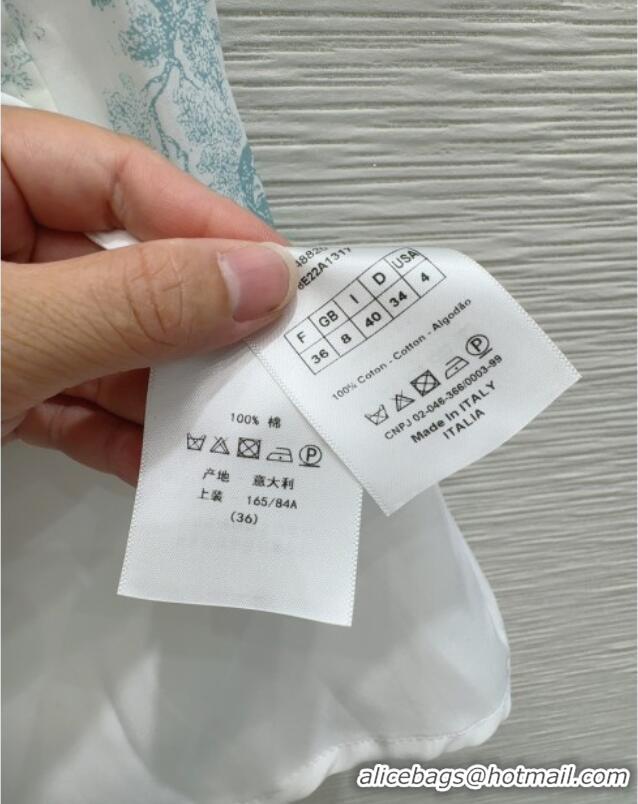 F GB I D USA
36 8 40 34 4
100% Coton - Cotton - Algodão
CNPJ 02-046-366/0003-99
Made in ITALY
ITALIA
100% 棉
产地 意大利
上装 165/84A
(36)
alicebags@hotmail.com